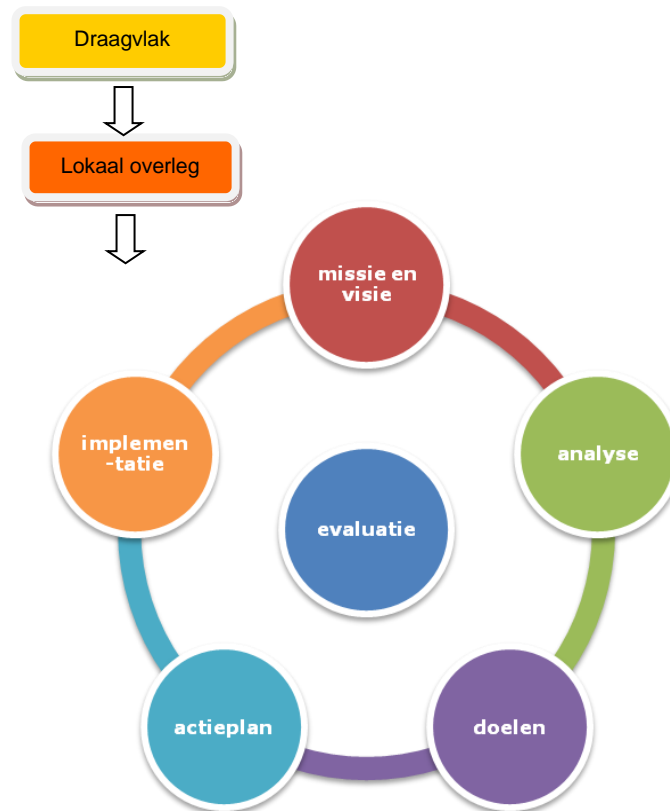 Draagvlak
Lokaal overleg
missie en
visie
implemen
-tatie
analyse
evaluatie
actieplan
doelen